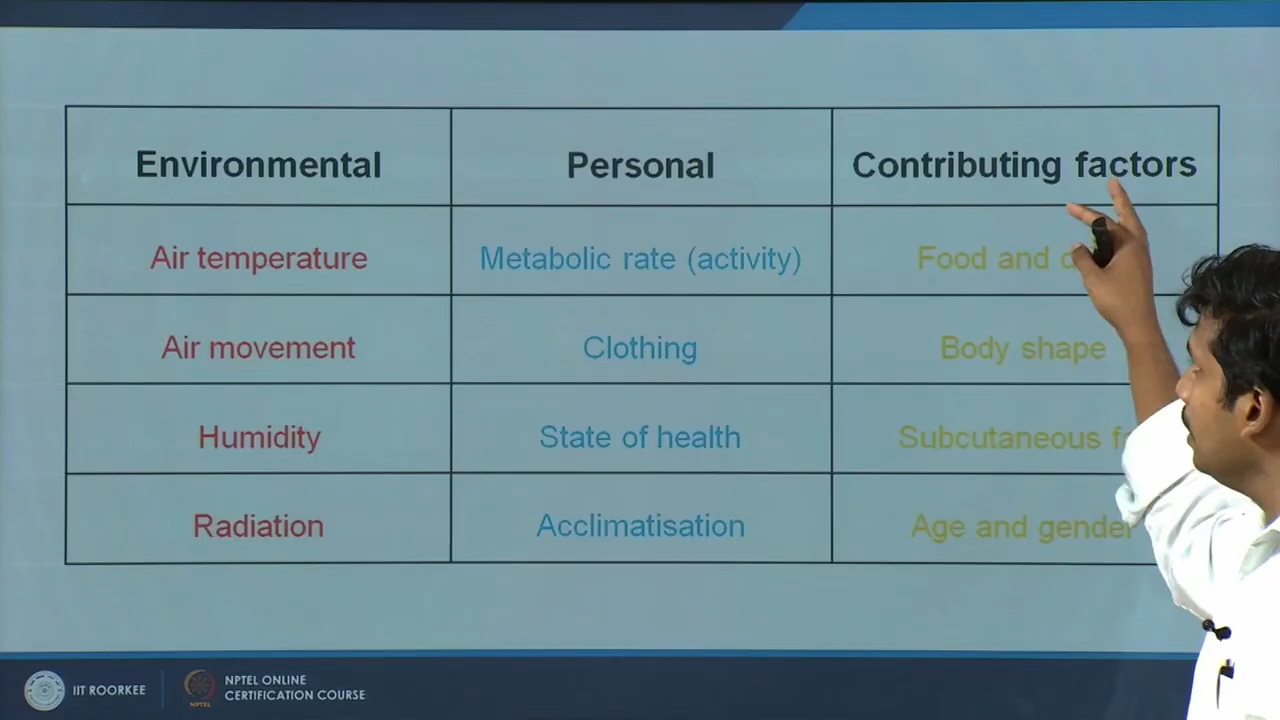 Environmental Personal Contributing factors
Air temperature Metabolic rate (activity) Food and
Air movement Clothing Body shape
Humidity State of health Subcutaneous
Radiation Acclimatisation Age and gender
IIT ROORKEE
NPTEL
NPTEL ONLINE
CERTIFICATION COURSE